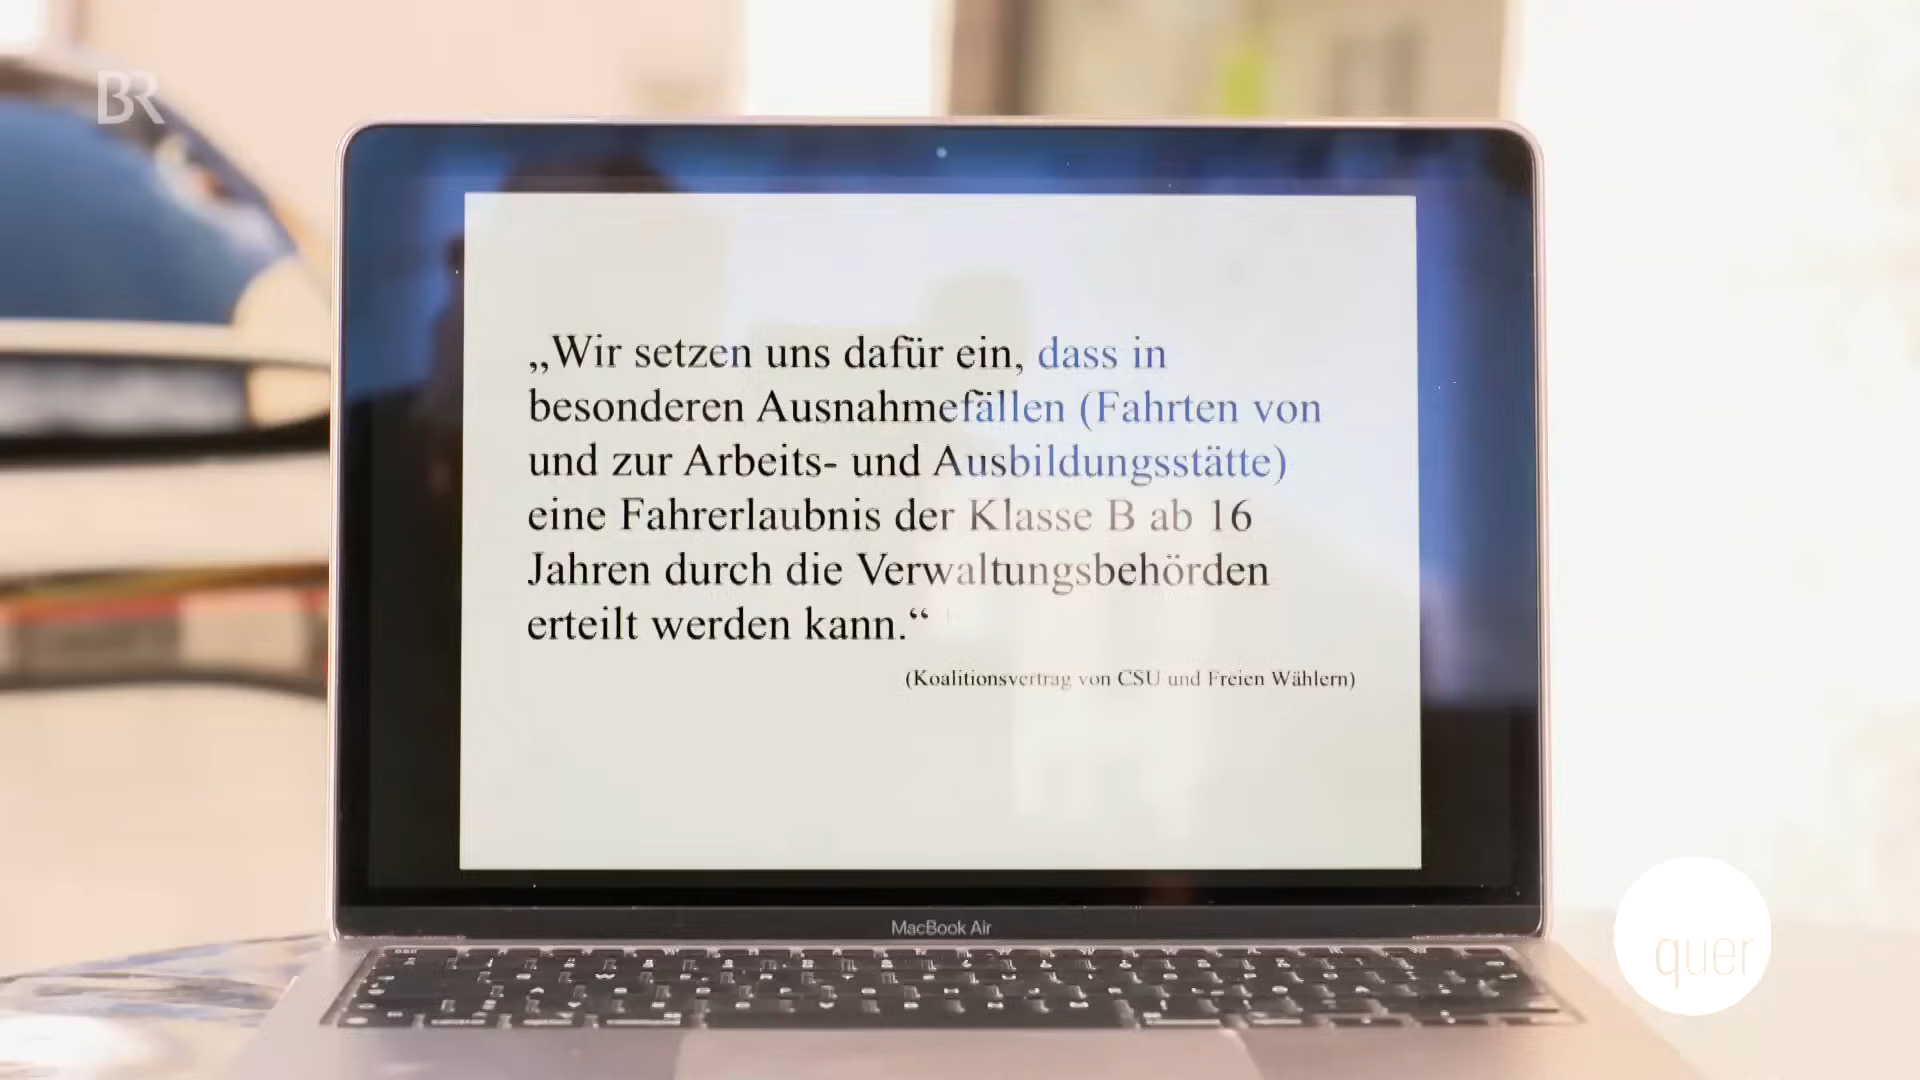 BR
„Wir setzen uns dafür ein, dass in
besonderen Ausnahmefällen (Fahrten von
und zur Arbeits- und Ausbildungsstätte)
eine Fahrerlaubnis der Klasse B ab 16
Jahren durch die Verwaltungsbehörden
erteilt werden kann.“
(Koalitionsvertrag von CSU und Freien Wählern)
MacBook Air
quer